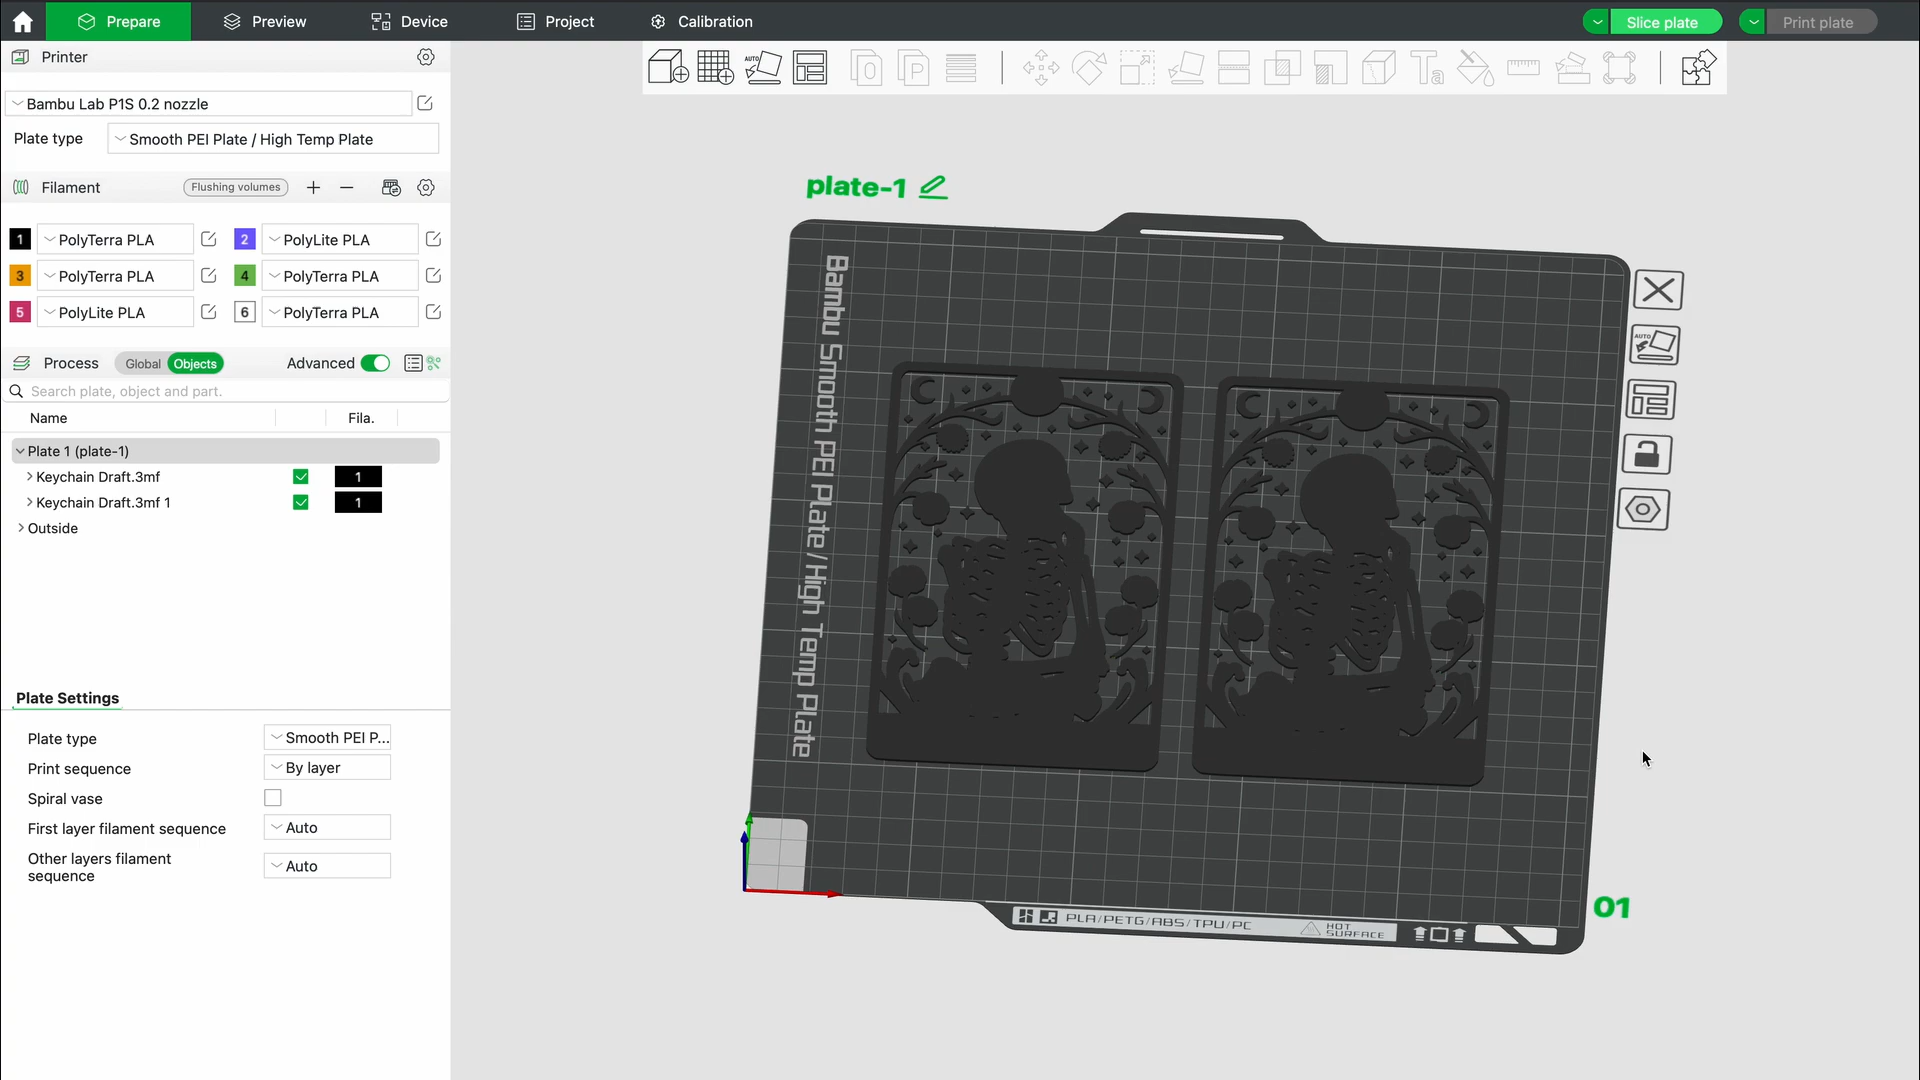 Prepare
Preview
Device
Project
Calibration
Slice plate
Print plate
Printer
Bambu Lab P1S 0.2 nozzle
Plate type
Smooth PEI Plate / High Temp Plate
Filament
Flushing volumes
1 PolyTerra PLA
2 PolyLite PLA
3 PolyTerra PLA
4 PolyTerra PLA
5 PolyLite PLA
6 PolyTerra PLA
Process
Global
Objects
Advanced
Search plate, object and part.
Name
Fila.
Plate 1 (plate-1)
Keychain Draft.3mf
1
Keychain Draft.3mf 1
1
Outside
Plate Settings
Plate type
Smooth PEI P...
Print sequence
By layer
Spiral vase
First layer filament sequence
Auto
Other layers filament
sequence
Auto
AUTO
O
P
Ta
plate-1
Bambu Smooth PEI Plate / High Temp Plate
AUTO
PLA/PETG/ABS/TPU/PC
HOT
SURFACE
01